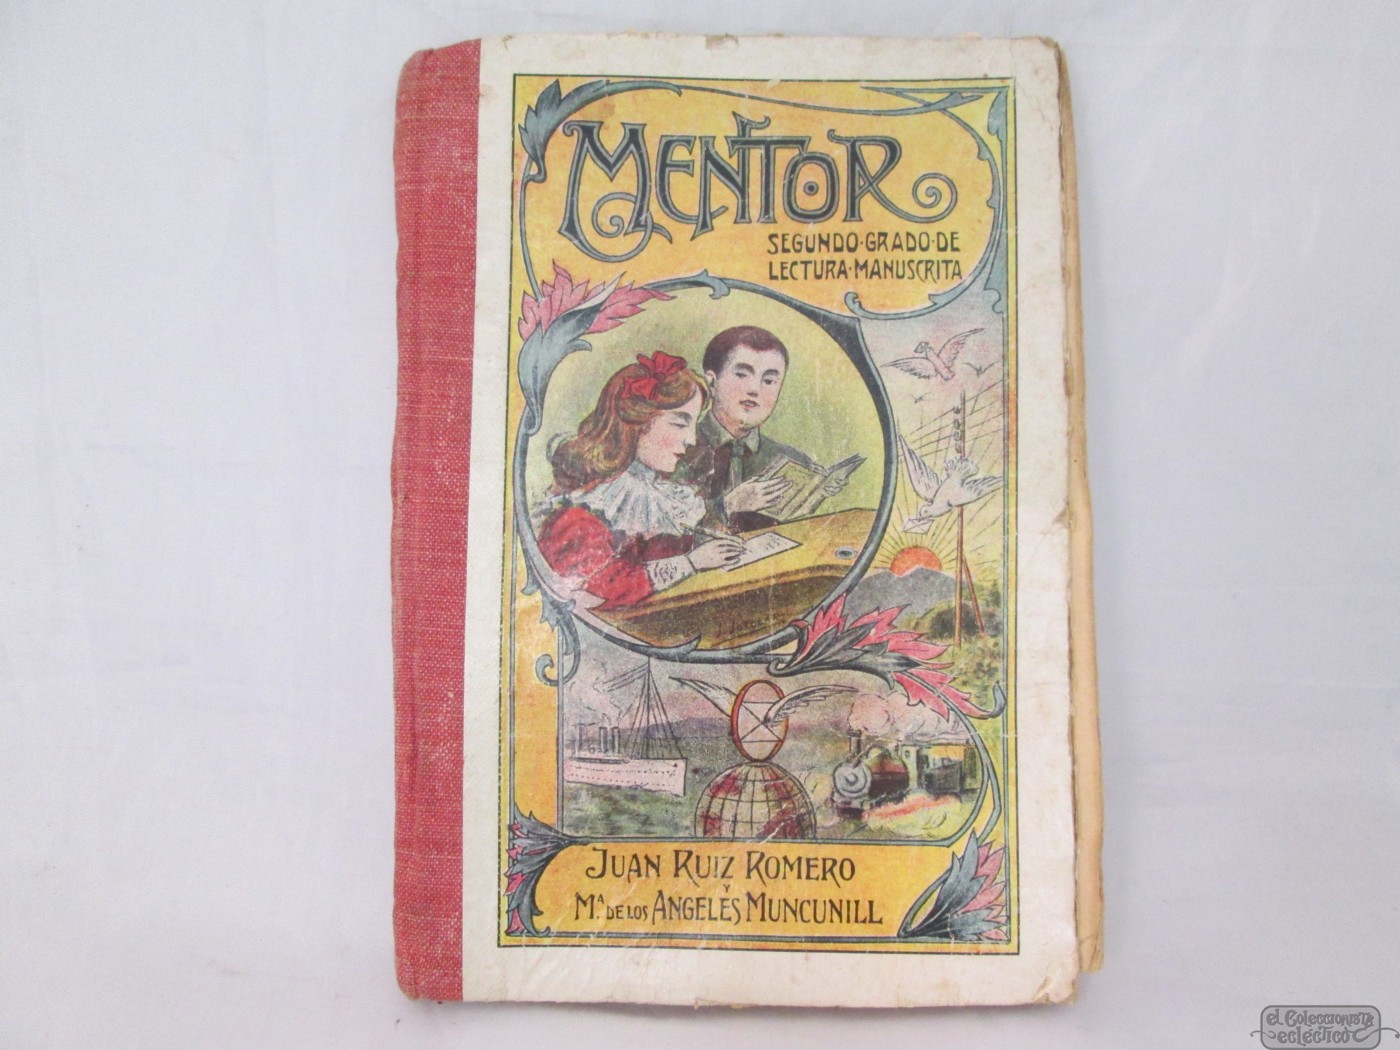 MENTOR
SEGUNDO·GRADO·DE
LECTURA·MANUSCRITA
JUAN RUIZ ROMERO
Y
Mª DE LOS ANGELES MUNCUNILL
el Coleccionista
ecléctico